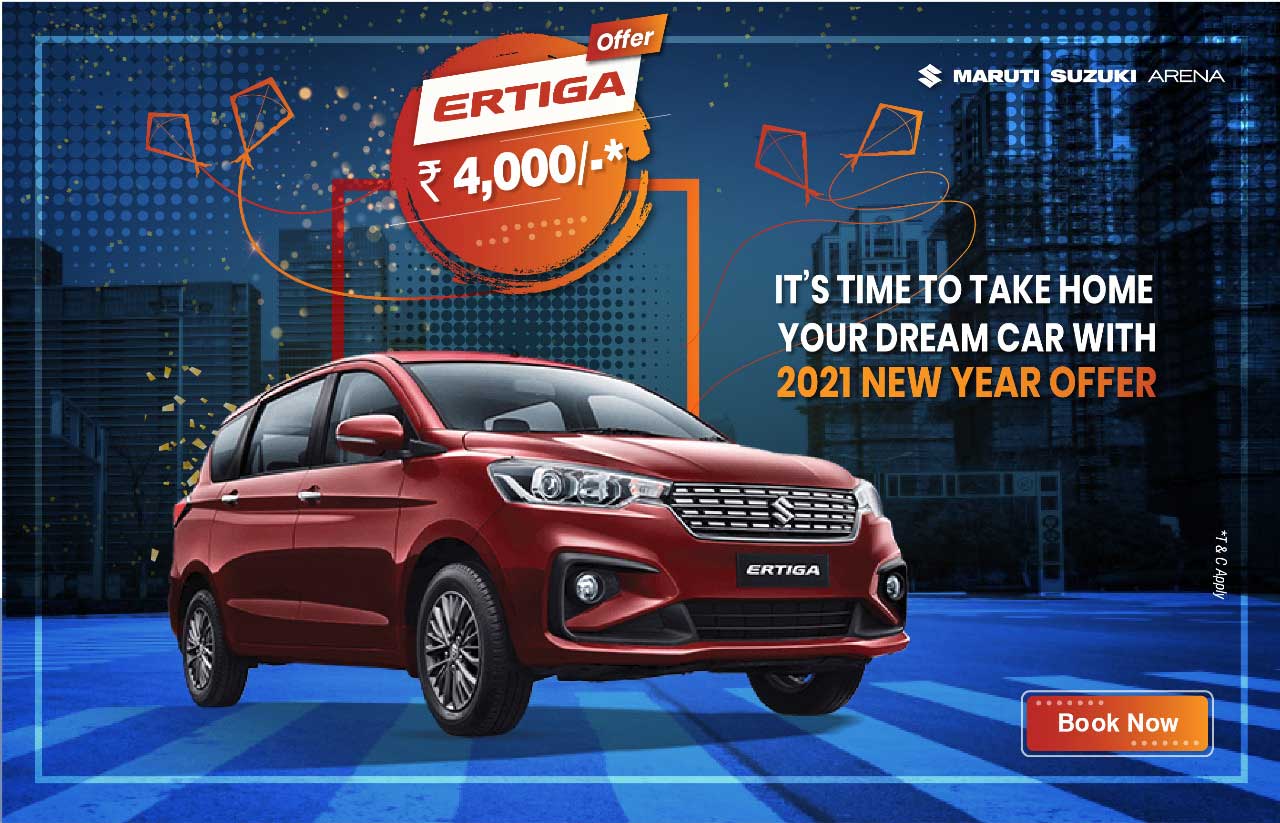 Offer
ERTIGA
₹ 4,000/-*
MARUTI SUZUKI ARENA
IT'S TIME TO TAKE HOME
YOUR DREAM CAR WITH
2021 NEW YEAR OFFER
ERTIGA
*T & C Apply
Book Now